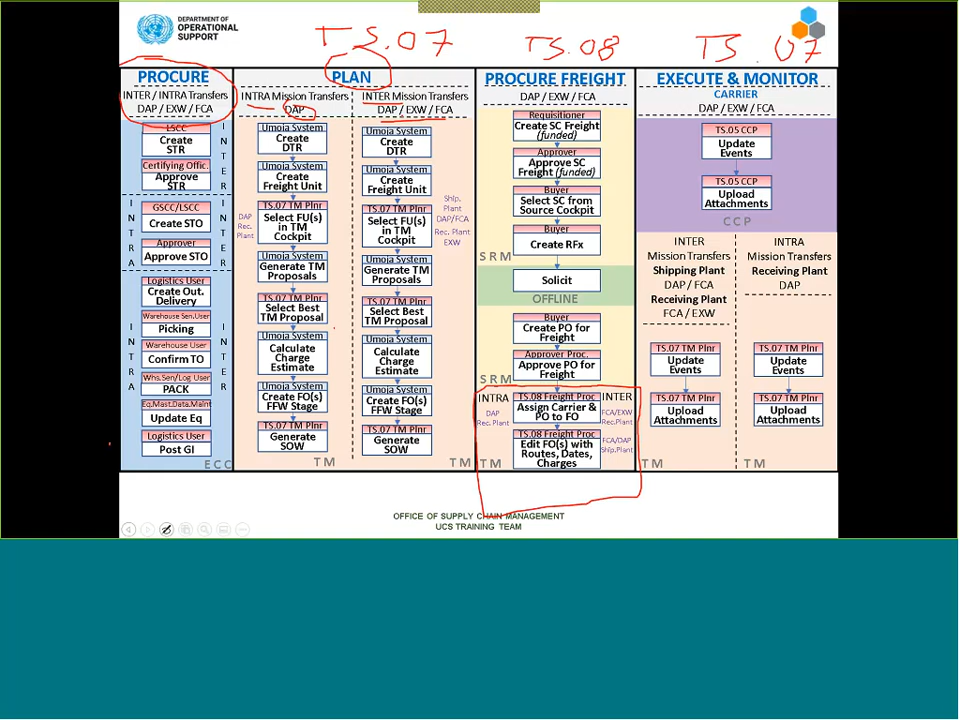 DEPARTMENT OF
OPERATIONAL
SUPPORT
TS.07
TS.08
TS.07
PROCURE
INTER / INTRA Transfers
DAP / EXW / FCA
LSCC
Create
STR
Certifying Offic.
Approve
STR
INTER
GSCC/LSCC
Create STO
Approver
Approve STO
INTRA
INTER
Logistics User
Create Out.
Delivery
Warehouse Sen.User
Picking
Warehouse User
Confirm TO
Whs.Sen/Log User
PACK
Eq.Mast.Data.Maint
Update Eq
Logistics User
Post GI
INTRA
INTER
ECC
PLAN
INTRA Mission Transfers
DAP
Umoja System
Create
DTR
Umoja System
Create
Freight Unit
DAP
Rec.
Plant
TS.07 TM Plnr
Select FU(s)
in TM
Cockpit
Umoja System
Generate TM
Proposals
TS.07 TM Plnr
Select Best
TM Proposal
Umoja System
Calculate
Charge
Estimate
Umoja System
Create FO(s)
FFW Stage
TS.07 TM Plnr
Generate
SOW
TM
INTER Mission Transfers
DAP / EXW / FCA
Umoja System
Create
DTR
Umoja System
Create
Freight Unit
TS.07 TM Plnr
Select FU(s)
in TM
Cockpit
Ship.
Plant
DAP/FCA
Rec. Plant
EXW
Umoja System
Generate TM
Proposals
TS.07 TM Plnr
Select Best
TM Proposal
Umoja System
Calculate
Charge
Estimate
Umoja System
Create FO(s)
FFW Stage
TS.07 TM Plnr
Generate
SOW
TM
PROCURE FREIGHT
DAP / EXW / FCA
Requisitioner
Create SC Freight
(funded)
Approver
Approve SC
Freight (funded)
Buyer
Select SC from
Source Cockpit
Buyer
Create RFx
SRM
Solicit
OFFLINE
Buyer
Create PO for
Freight
Approver Proc.
Approve PO for
Freight
SRM
INTRA
DAP
Rec. Plant
TS.08 Freight Proc
Assign Carrier &
PO to FO
INTER
FCA/EXW
Rec.Plant
TS.08 Freight Proc
Edit FO(s) with
Routes, Dates,
Charges
FCA/DAP
Ship.Plant
TM
EXECUTE & MONITOR
CARRIER
DAP / EXW / FCA
TS.05 CCP
Update
Events
TS.05 CCP
Upload
Attachments
CCP
INTER
Mission Transfers
Shipping Plant
DAP / FCA
Receiving Plant
FCA / EXW
TS.07 TM Plnr
Update
Events
TS.07 TM Plnr
Upload
Attachments
TM
INTRA
Mission Transfers
Receiving Plant
DAP
TS.07 TM Plnr
Update
Events
TS.07 TM Plnr
Upload
Attachments
TM
OFFICE OF SUPPLY CHAIN MANAGEMENT
UCS TRAINING TEAM